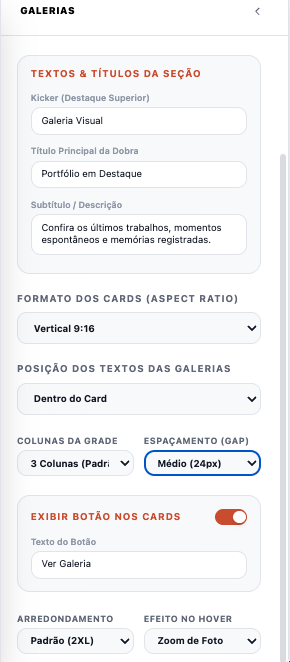 GALERIAS
TEXTOS & TÍTULOS DA SEÇÃO
Kicker (Destaque Superior)
Galeria Visual
Título Principal da Dobra
Portfólio em Destaque
Subtítulo / Descrição
Confira os últimos trabalhos, momentos
espontâneos e memórias registradas.
FORMATO DOS CARDS (ASPECT RATIO)
Vertical 9:16
POSIÇÃO DOS TEXTOS DAS GALERIAS
Dentro do Card
COLUNAS DA GRADE
ESPAÇAMENTO (GAP)
3 Colunas (Padr
Médio (24px)
EXIBIR BOTÃO NOS CARDS
Texto do Botão
Ver Galeria
ARREDONDAMENTO
EFEITO NO HOVER
Padrão (2XL)
Zoom de Foto